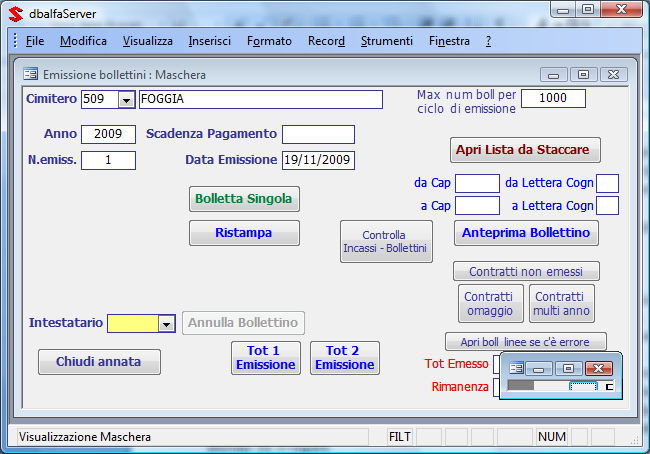 dbalfaServer
File Modifica Visualizza Inserisci Formato Record Strumenti Finestra ?
Emissione bollettini : Maschera
Cimitero 509 FOGGIA
Max num boll per
ciclo di emissione
1000
Anno 2009 Scadenza Pagamento
N.emiss. 1 Data Emissione 19/11/2009
Apri Lista da Staccare
da Cap da Lettera Cogn
a Cap a Lettera Cogn
Bolletta Singola
Ristampa
Controlla
Incassi - Bollettini
Anteprima Bollettino
Contratti non emessi
Contratti
omaggio
Contratti
multi anno
Intestatario Annulla Bollettino
Apri boll linee se c'è errore
Chiudi annata
Tot 1
Emissione
Tot 2
Emissione
Tot Emesso
Rimanenza
Visualizzazione Maschera FILT NUM